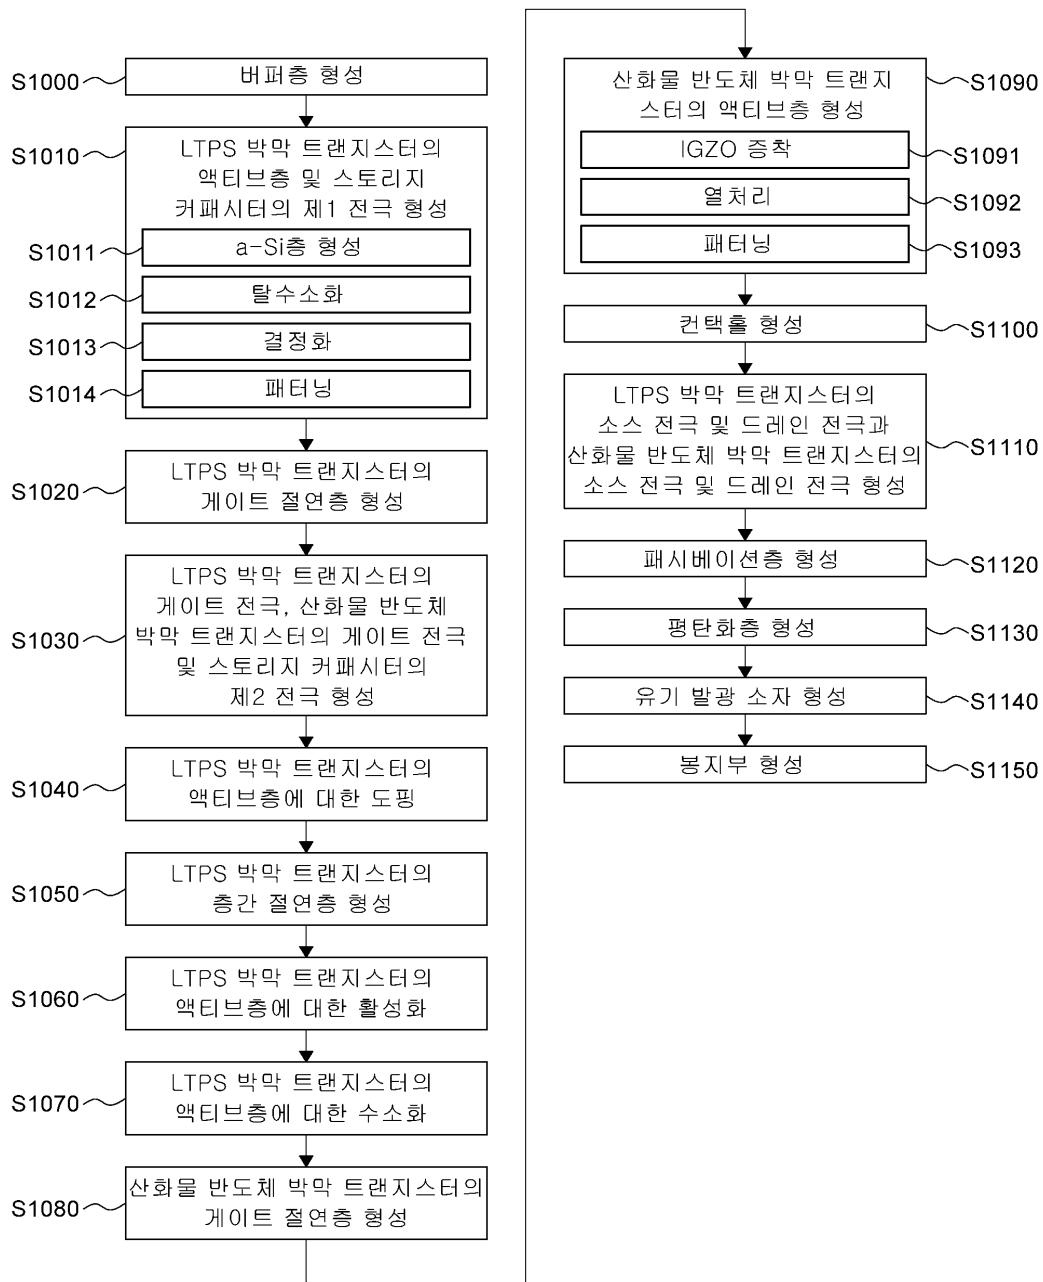 S1000
버퍼층 형성
S1010
LTPS 박막 트랜지스터의
액티브층 및 스토리지
커패시터의 제1 전극 형성
S1011
a-Si층 형성
S1012
탈수소화
S1013
결정화
S1014
패터닝
S1020
LTPS 박막 트랜지스터의
게이트 절연층 형성
S1030
LTPS 박막 트랜지스터의
게이트 전극, 산화물 반도체
박막 트랜지스터의 게이트 전극
및 스토리지 커패시터의
제2 전극 형성
S1040
LTPS 박막 트랜지스터의
액티브층에 대한 도핑
S1050
LTPS 박막 트랜지스터의
층간 절연층 형성
S1060
LTPS 박막 트랜지스터의
액티브층에 대한 활성화
S1070
LTPS 박막 트랜지스터의
액티브층에 대한 수소화
S1080
산화물 반도체 박막 트랜지스터의
게이트 절연층 형성
산화물 반도체 박막 트랜지
스터의 액티브층 형성
S1090
IGZO 증착
S1091
열처리
S1092
패터닝
S1093
컨택홀 형성
S1100
LTPS 박막 트랜지스터의
소스 전극 및 드레인 전극과
산화물 반도체 박막 트랜지스터의
소스 전극 및 드레인 전극 형성
S1110
패시베이션층 형성
S1120
평탄화층 형성
S1130
유기 발광 소자 형성
S1140
봉지부 형성
S1150